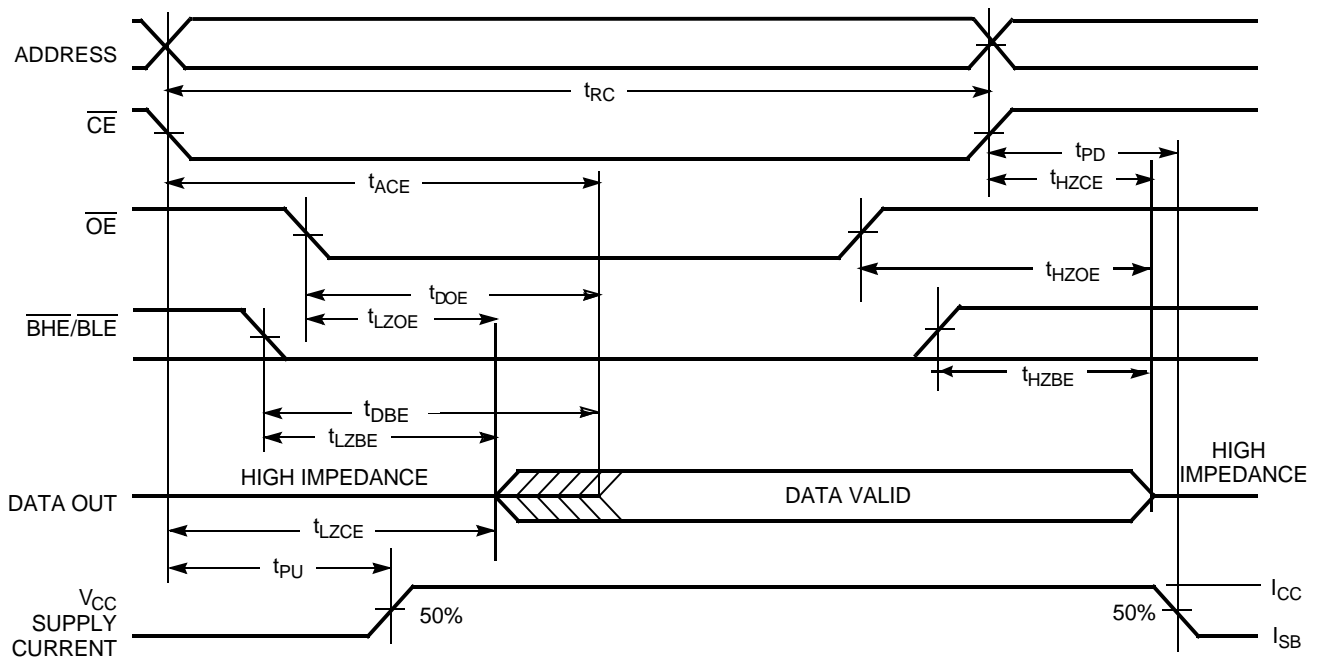 ADDRESS
tRC
CE
tPD
tACE
tHZCE
OE
tHZOE
tDOE
tLZOE
BHE/BLE
tHZBE
tDBE
tLZBE
HIGH IMPEDANCE
HIGH
IMPEDANCE
DATA OUT
DATA VALID
tLZCE
tPU
VCC
SUPPLY
CURRENT
50%
50%
ICC
ISB